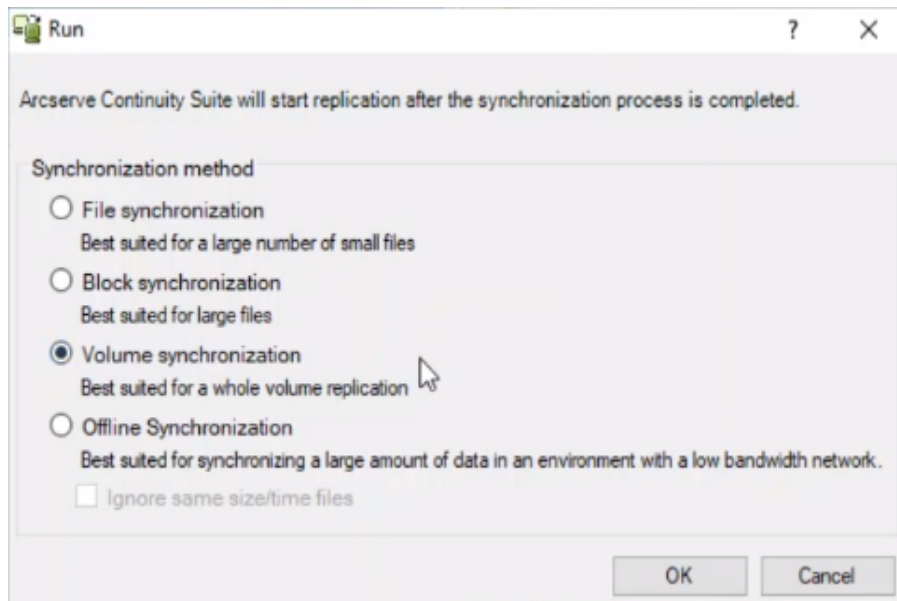 Run
?
Arcserve Continuity Suite will start replication after the synchronization process is completed.
Synchronization method
File synchronization
Best suited for a large number of small files
Block synchronization
Best suited for large files
Volume synchronization
Best suited for a whole volume replication
Offline Synchronization
Best suited for synchronizing a large amount of data in an environment with a low bandwidth network.
Ignore same size/time files
OK Cancel